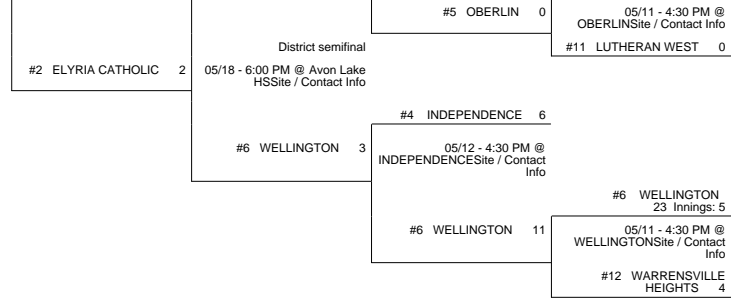 #5 OBERLIN 0
05/11 - 4:30 PM @
OBERLINSite / Contact Info
#11 LUTHERAN WEST 0
District semifinal
#2 ELYRIA CATHOLIC 2
05/18 - 6:00 PM @ Avon Lake
HSSite / Contact Info
#4 INDEPENDENCE 6
#6 WELLINGTON 3
05/12 - 4:30 PM @
INDEPENDENCESite / Contact
Info
#6 WELLINGTON
23 Innings: 5
#6 WELLINGTON 11
05/11 - 4:30 PM @
WELLINGTONSite / Contact
Info
#12 WARRENSVILLE
HEIGHTS 4